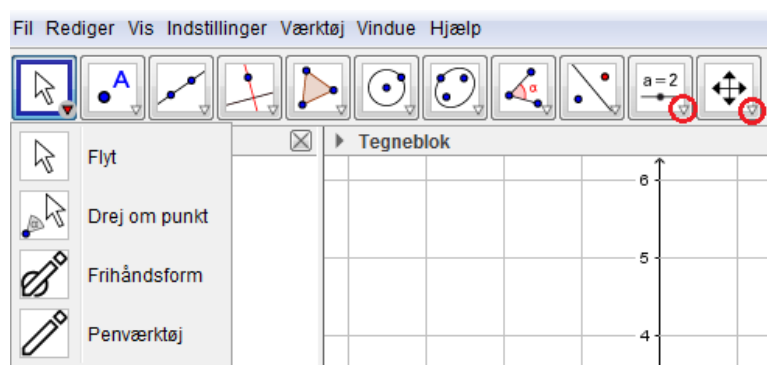 Fil Rediger Vis Indstillinger Værktøj Vindue Hjælp
A
α
a=2
Tegneblok
Flyt
α
Drej om punkt
Frihåndsform
Penværktøj
6
5
4